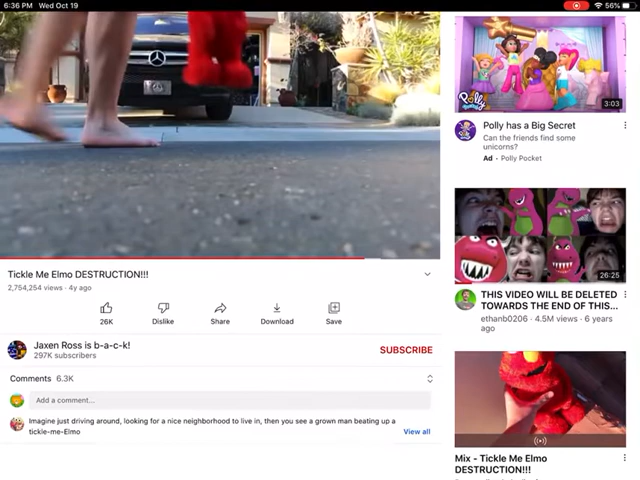 6:36 PM Wed Oct 19
56%
Polly Pocket
3:03
Polly has a Big Secret
Can the friends find some
unicorns?
Ad · Polly Pocket
26:25
THIS VIDEO WILL BE DELETED
TOWARDS THE END OF THIS...
ethanb0206 · 4.5M views · 6 years
ago
Mix - Tickle Me Elmo
DESTRUCTION!!!
Tickle Me Elmo DESTRUCTION!!!
2,754,254 views · 4y ago
26K
Dislike
Share
Download
Save
Jaxen Ross is b-a-c-k!
297K subscribers
SUBSCRIBE
Comments 6.3K
Add a comment...
Imagine just driving around, looking for a nice neighborhood to live in, then you see a grown man beating up a
tickle-me-Elmo
View all